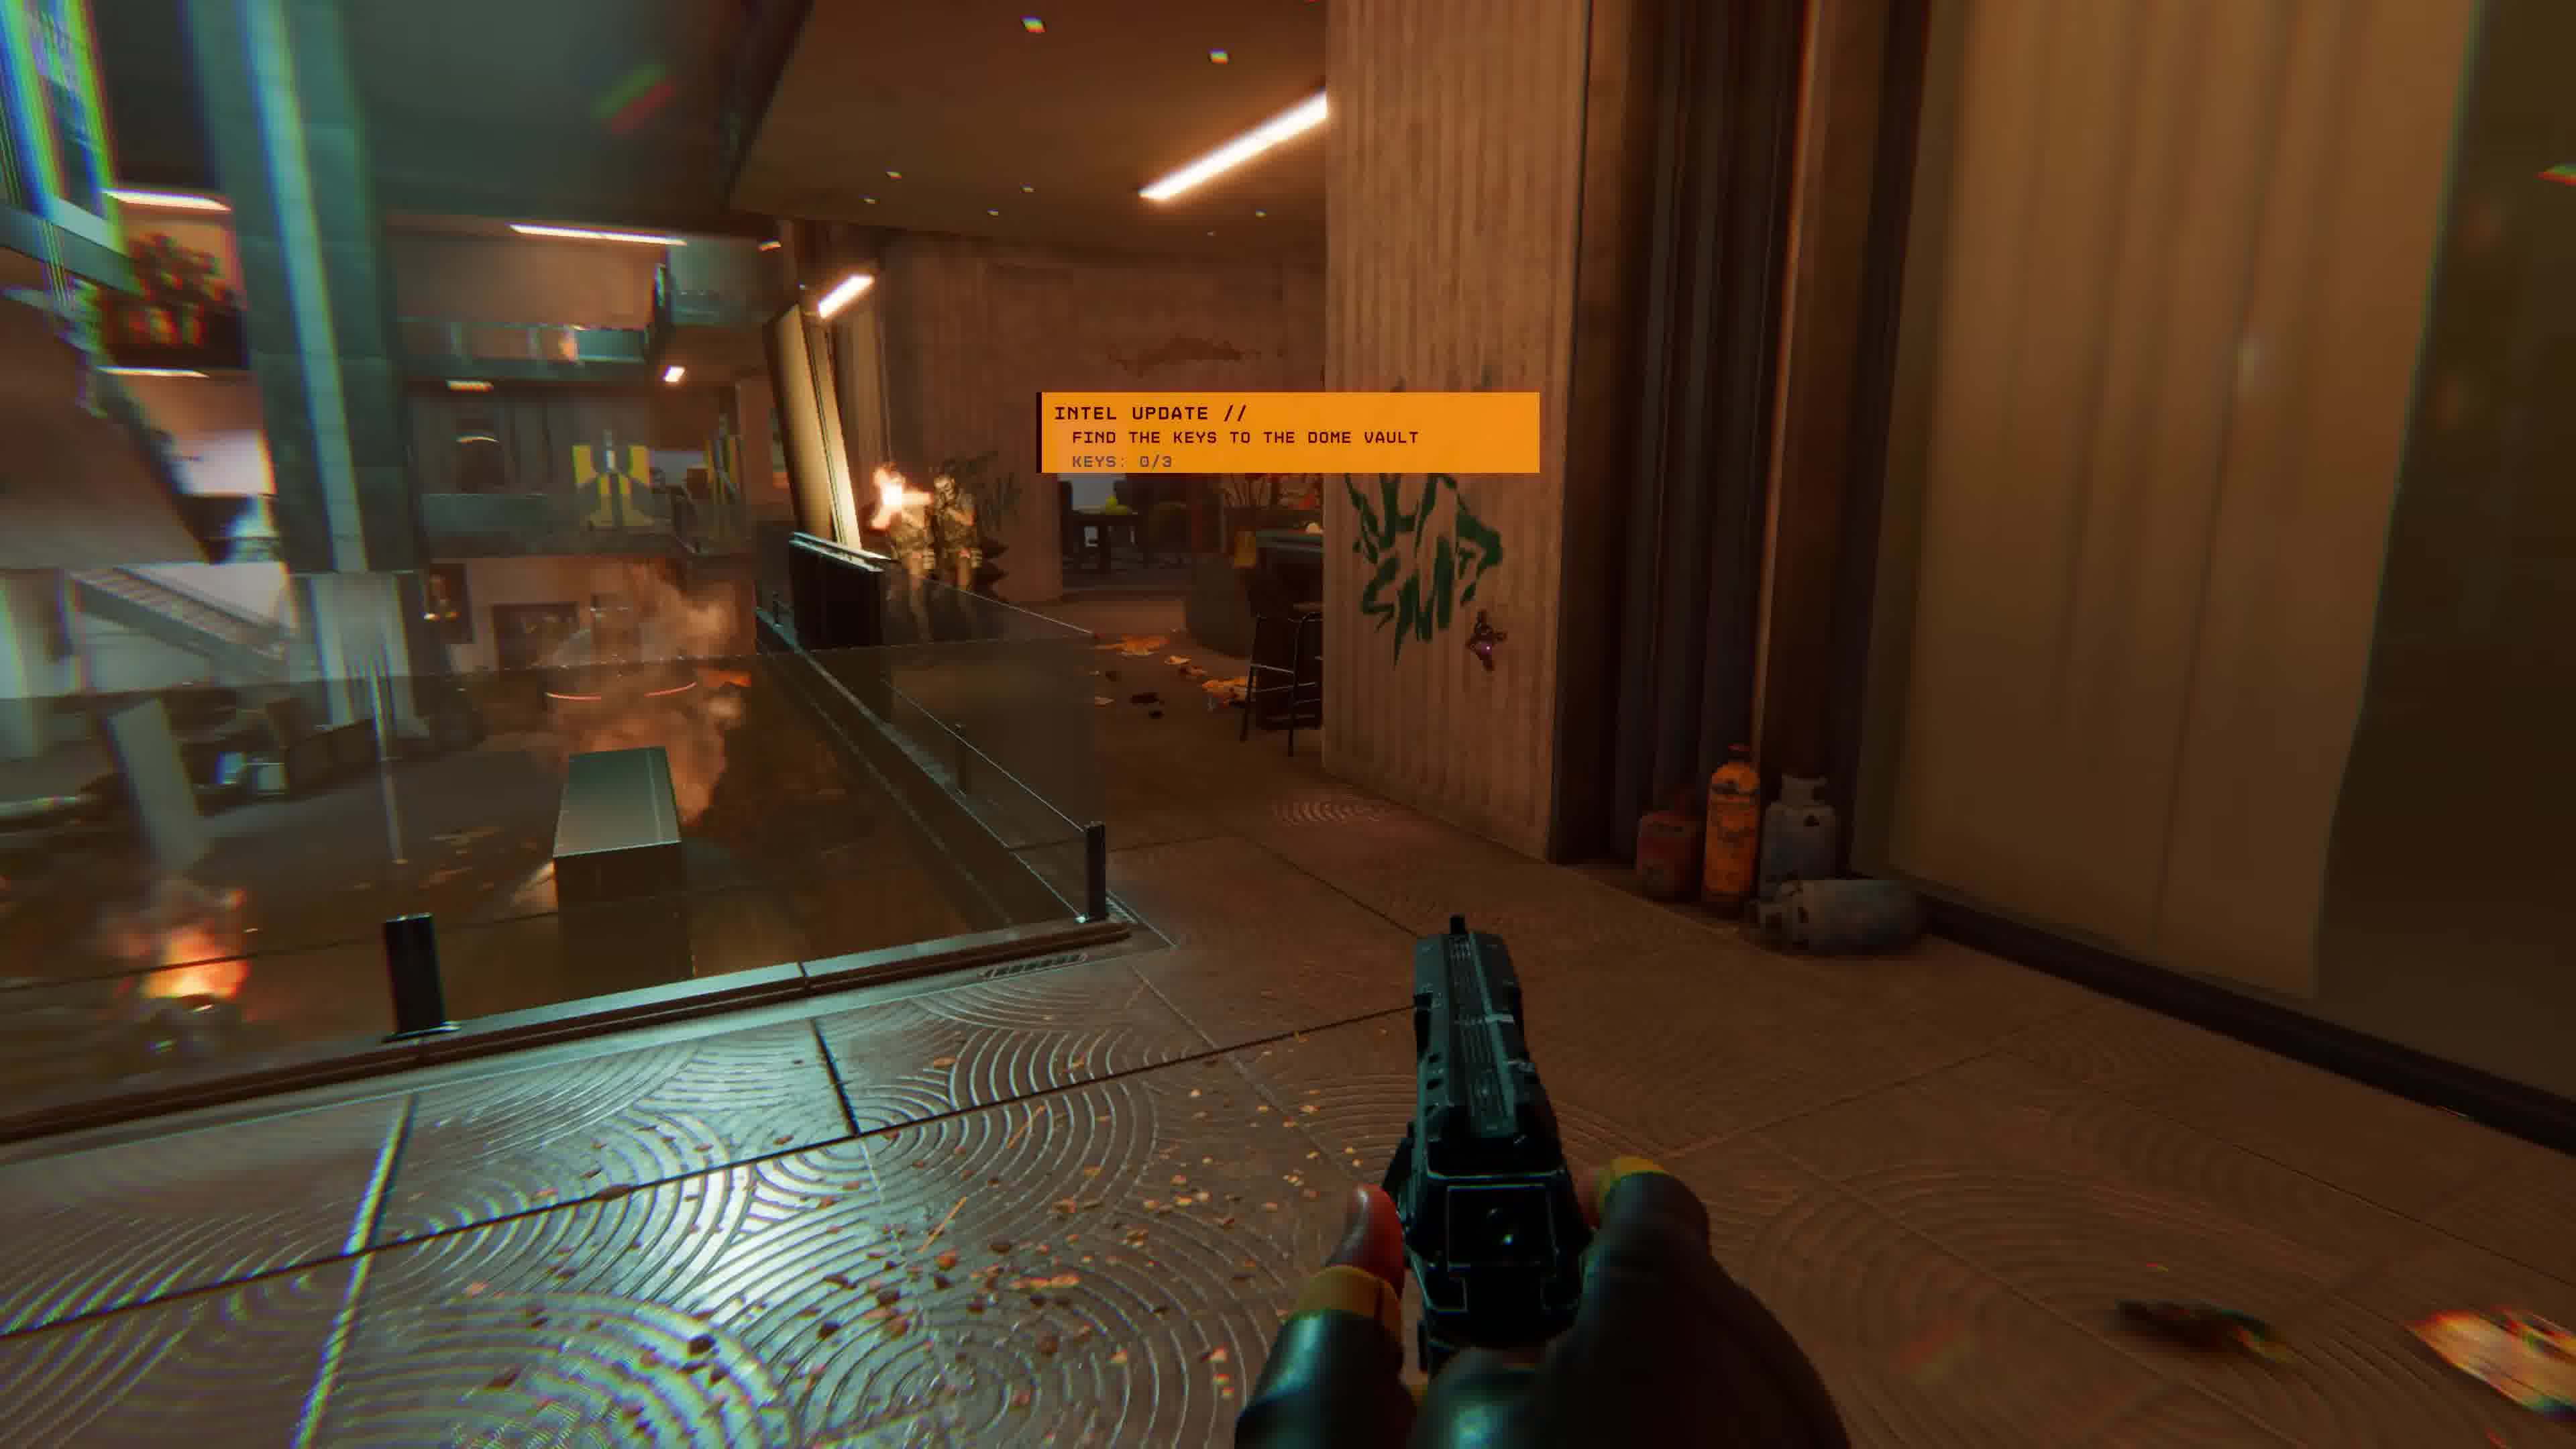 INTEL UPDATE //
FIND THE KEYS TO THE DOME VAULT
KEYS: 0/3